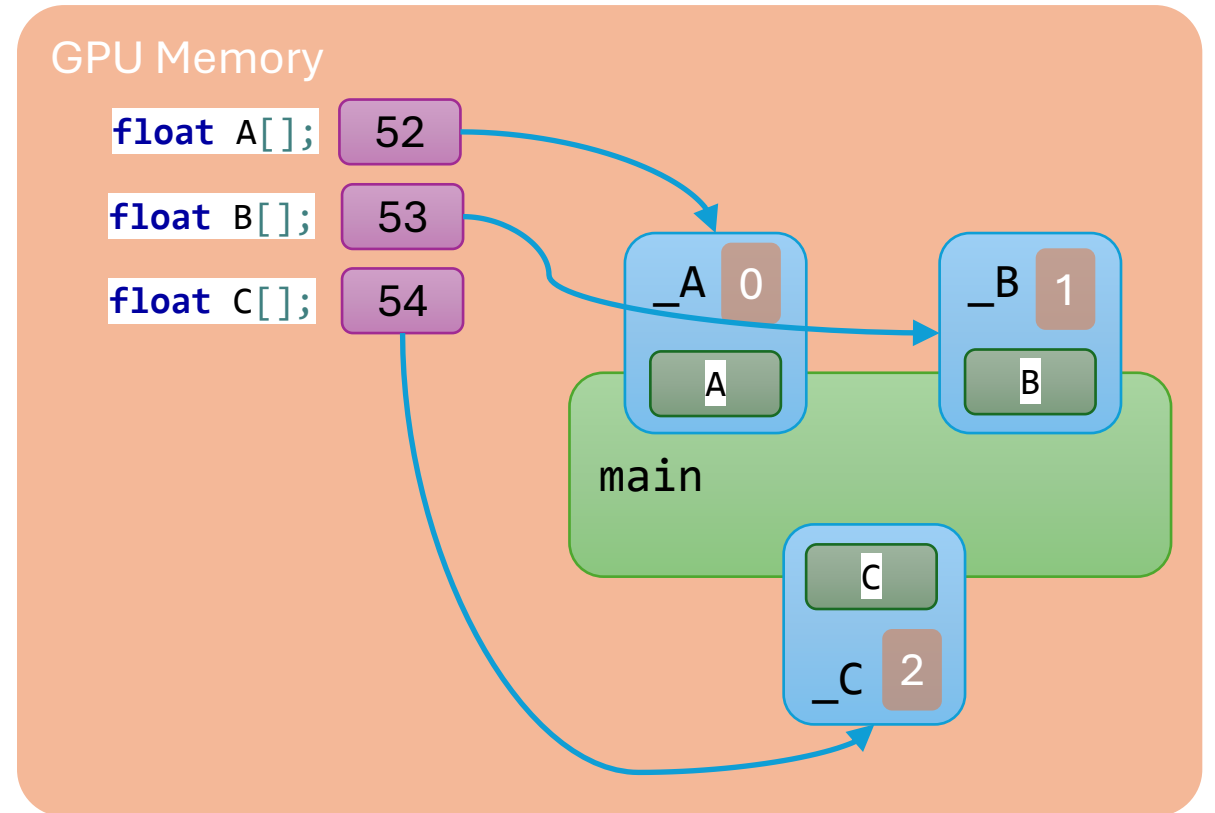 GPU Memory
float A[]; 52
float B[]; 53
float C[]; 54
_A 0
_B 1
A
B
main
C
_C 2